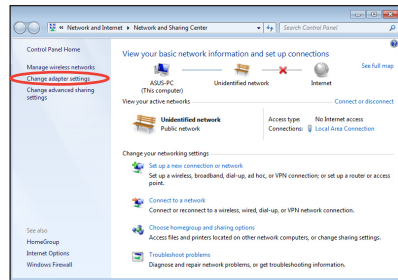 Network and Internet ▸ Network and Sharing Center
Search Control Panel
Control Panel Home
Manage wireless networks
Change adapter settings
Change advanced sharing
settings
See also
HomeGroup
Internet Options
Windows Firewall
View your basic network information and set up connections
See full map
ASUS-PC
(This computer)
Unidentified network
Internet
View your active networks
Connect or disconnect
Unidentified network
Public network
Access type: No Internet access
Connections: Local Area Connection
Change your networking settings
Set up a new connection or network
Set up a wireless, broadband, dial-up, ad hoc, or VPN connection; or set up a router or access
point.
Connect to a network
Connect or reconnect to a wireless, wired, dial-up, or VPN network connection.
Choose homegroup and sharing options
Access files and printers located on other network computers, or change sharing settings.
Troubleshoot problems
Diagnose and repair network problems, or get troubleshooting information.